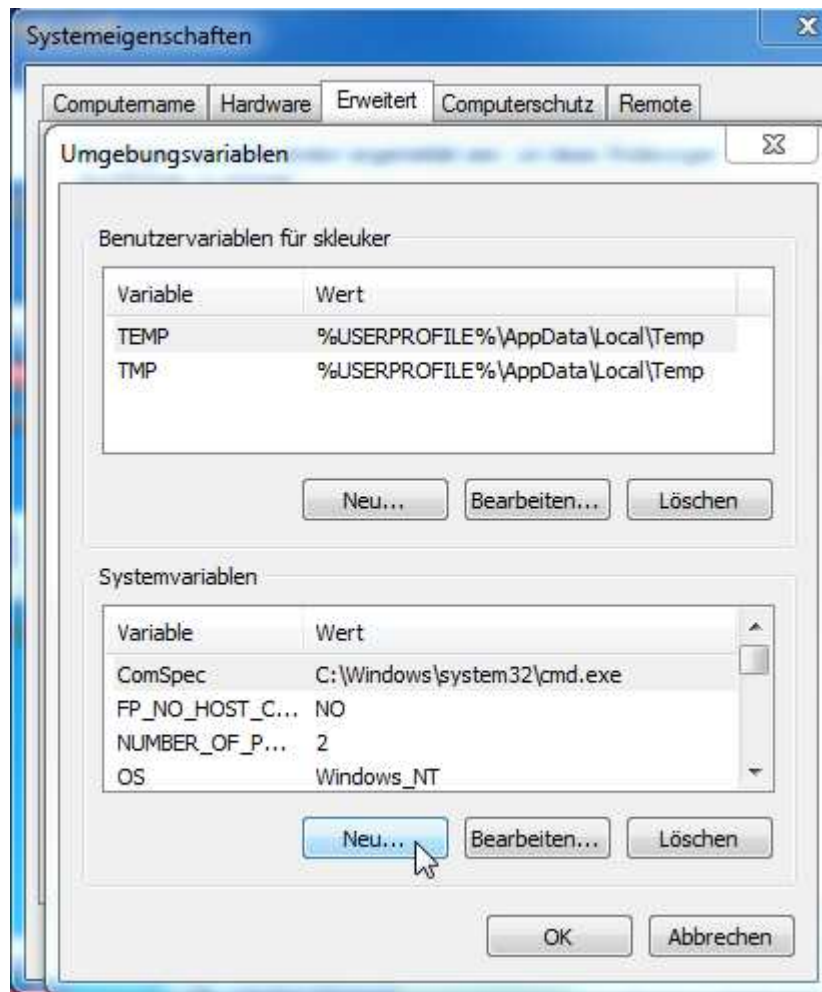 Systemeigenschaften
Computername Hardware Erweitert Computerschutz Remote
Umgebungsvariablen
Benutzervariablen für skleuker
Variable Wert
TEMP %USERPROFILE%\AppData\Local\Temp
TMP %USERPROFILE%\AppData\Local\Temp
Neu... Bearbeiten... Löschen
Systemvariablen
Variable Wert
ComSpec C:\Windows\system32\cmd.exe
FP_NO_HOST_C... NO
NUMBER_OF_P... 2
OS Windows_NT
Neu... Bearbeiten... Löschen
OK Abbrechen